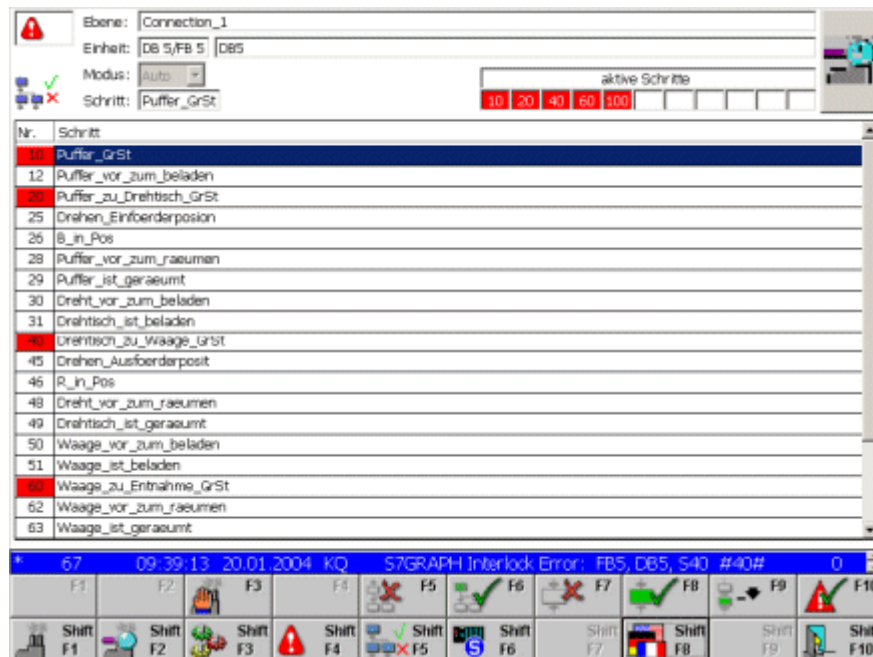 Ebene: Connection_1
Einheit: DB 5/FB 5 DB5
Modus: Auto
aktive Schritte
Schritt: Puffer_GrSt
10 20 40 60 100
Nr. Schritt
10 Puffer_GrSt
12 Puffer_vor_zum_beladen
20 Puffer_zu_Drehtisch_GrSt
25 Drehen_Einfoerderposion
26 B_in_Pos
28 Puffer_vor_zum_raeumen
29 Puffer_ist_geraeumt
30 Dreht_vor_zum_beladen
31 Drehtisch_ist_beladen
40 Drehtisch_zu_Waage_GrSt
45 Drehen_Ausfoerderposit
46 R_in_Pos
48 Dreht_vor_zum_raeumen
49 Drehtisch_ist_geraeumt
50 Waage_vor_zum_beladen
51 Waage_ist_beladen
60 Waage_zu_Entnahme_GrSt
62 Waage_vor_zum_raeumen
63 Waage_ist_geraeumt
* 67 09:39:13 20.01.2004 KQ S7GRAPH Interlock Error: FB5, DB5, S40 #40# 0
F1 F2 F3 F4 F5 F6 F7 F8 F9 F10
Shift Shift Shift Shift Shift Shift Shift Shift Shift Shi
F1 F2 F3 F4 F5 S F6 F7 F8 F9 F10